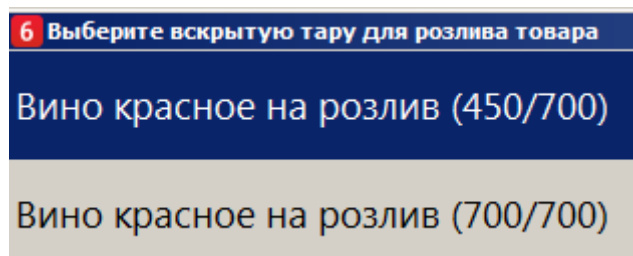 6 Выберите вскрытую тару для розлива товара
Вино красное на розлив (450/700)
Вино красное на розлив (700/700)